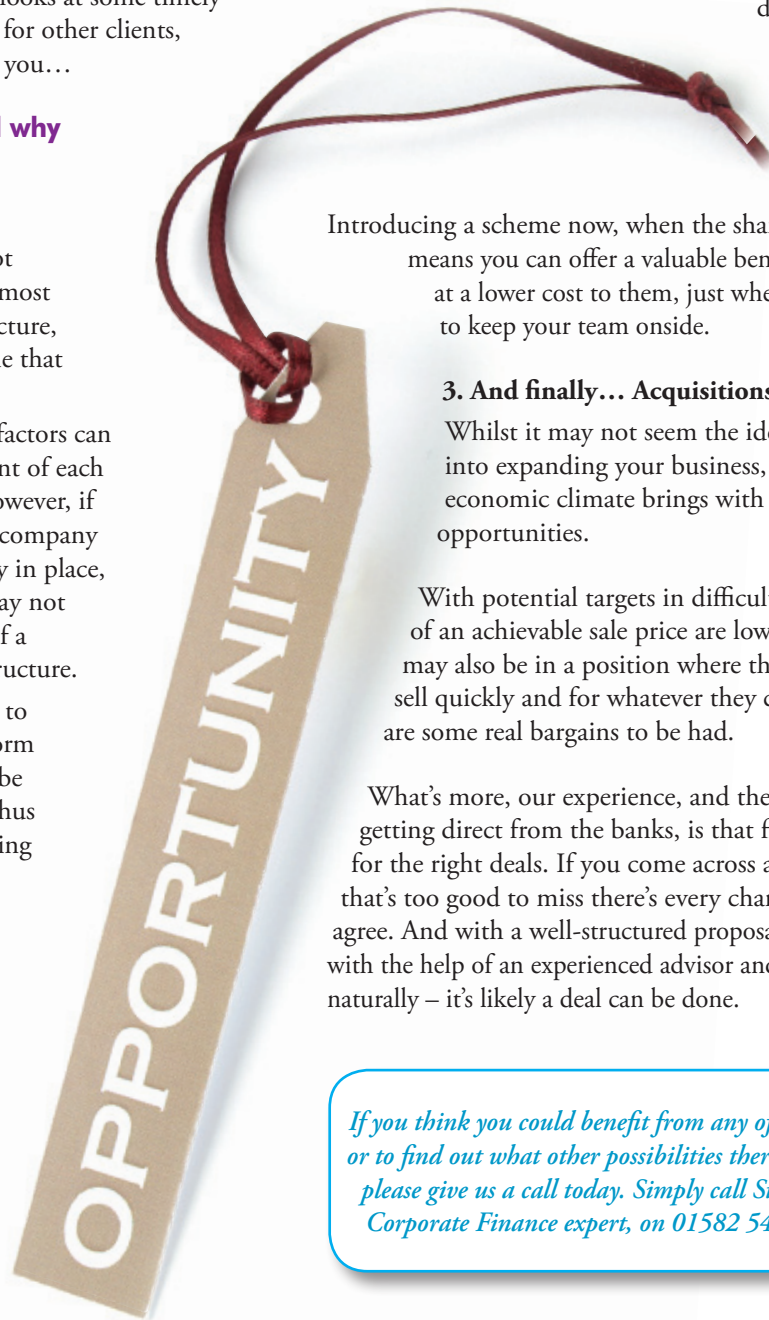 looks at some timely
for other clients,
you…
why
ot
most
cture,
e that
factors can
nt of each
owever, if
company
y in place,
ay not
f a
ructure.
to
orm
be
hus
ing
OPPORTUNITY
d
Introducing a scheme now, when the sha
means you can offer a valuable ben
at a lower cost to them, just whe
to keep your team onside.
3. And finally… Acquisitions
Whilst it may not seem the ide
into expanding your business,
economic climate brings with
opportunities.
With potential targets in difficult
of an achievable sale price are low
may also be in a position where th
sell quickly and for whatever they c
are some real bargains to be had.
What's more, our experience, and the
getting direct from the banks, is that f
for the right deals. If you come across a
that's too good to miss there's every chan
agree. And with a well-structured proposa
with the help of an experienced advisor and
naturally – it's likely a deal can be done.
If you think you could benefit from any of
or to find out what other possibilities ther
please give us a call today. Simply call S
Corporate Finance expert, on 01582 54